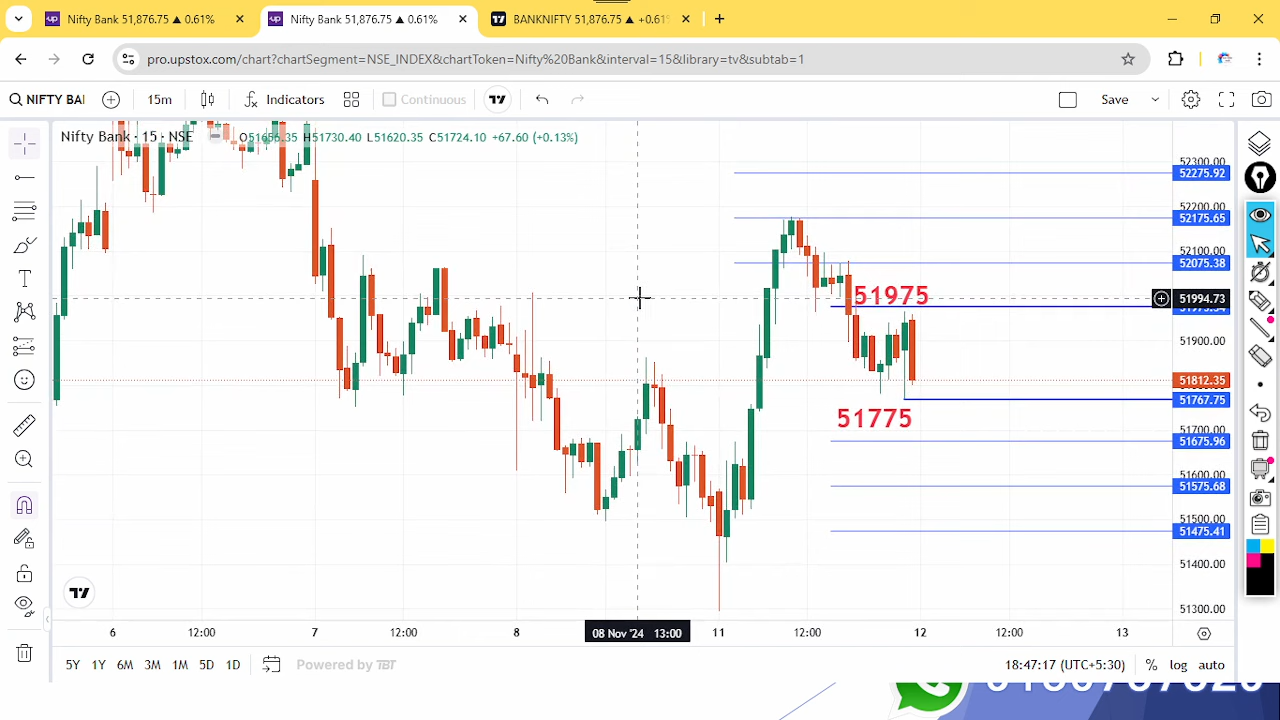 Nifty Bank 51,876.75 ▲ 0.61%
Nifty Bank 51,876.75 ▲ 0.61%
BANKNIFTY 51,876.75 ▲ +0.61%
pro.upstox.com/chart?chartSegment=NSE_INDEX&chartToken=Nifty%20Bank&interval=15&library=tv&subtab=1
NIFTY BA
15m
Indicators
Continuous
Save
Nifty Bank · 15 · NSE
O51656.35 H51730.40 L51620.35 C51724.10 +67.60 (+0.13%)
52300.00
52275.92
52200.00
52175.65
52100.00
52075.38
51975
51994.73
51900.00
51812.35
51767.75
51775
51700.00
51675.96
51600.00
51575.68
51500.00
51475.41
51400.00
51300.00
6
12:00
7
12:00
8
08 Nov '24 13:00
11
12:00
12
12:00
13
5Y 1Y 6M 3M 1M 5D 1D
Powered by TBT
18:47:17 (UTC+5:30)
% log auto